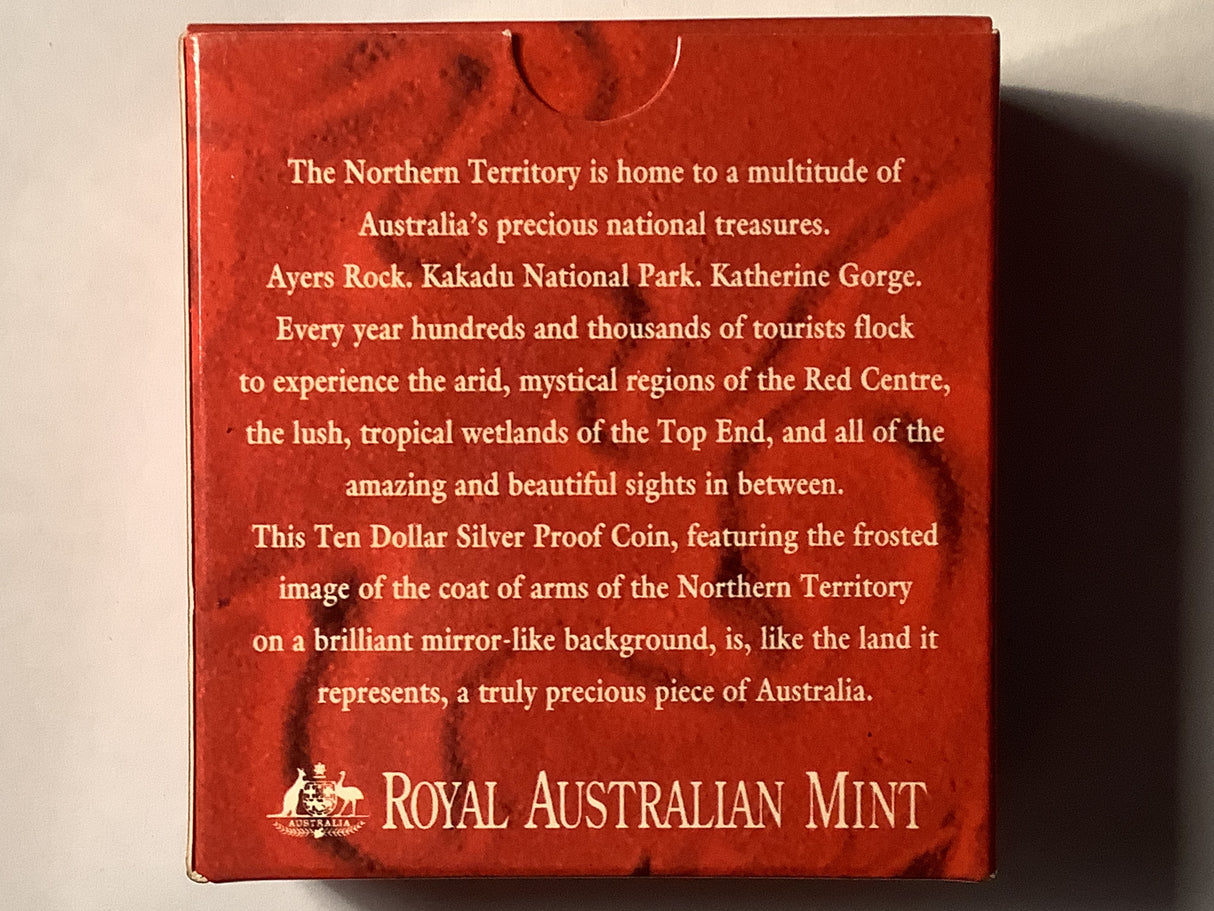 The Northern Territory is home to a multitude of
Australia's precious national treasures.
Ayers Rock. Kakadu National Park. Katherine Gorge.
Every year hundreds and thousands of tourists flock
to experience the arid, mystical regions of the Red Centre,
the lush, tropical wetlands of the Top End, and all of the
amazing and beautiful sights in between.
This Ten Dollar Silver Proof Coin, featuring the frosted
image of the coat of arms of the Northern Territory
on a brilliant mirror-like background, is, like the land it
represents, a truly precious piece of Australia.
AUSTRALIA
ROYAL AUSTRALIAN MINT